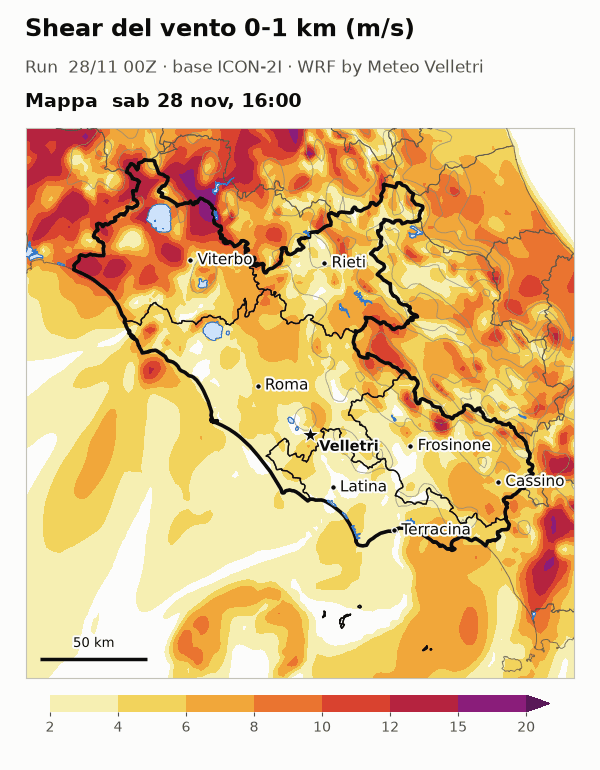 Shear del vento 0-1 km (m/s)
Run  28/11 00Z · base ICON-2I · WRF by Meteo Velletri
Mappa  sab 28 nov, 16:00
Viterbo
Rieti
Roma
Velletri
Frosinone
Cassino
Latina
Terracina
50 km
2 4 6 8 10 12 15 20